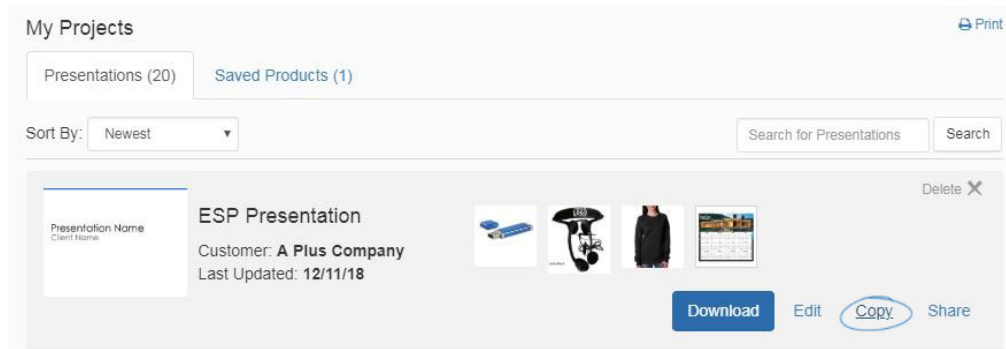 My Projects
Print
Presentations (20)
Saved Products (1)
Sort By: Newest
Search for Presentations
Search
Delete
Presentation Name
Client Name
ESP Presentation
Customer: A Plus Company
Last Updated: 12/11/18
LOGO
Download
Edit
Copy
Share